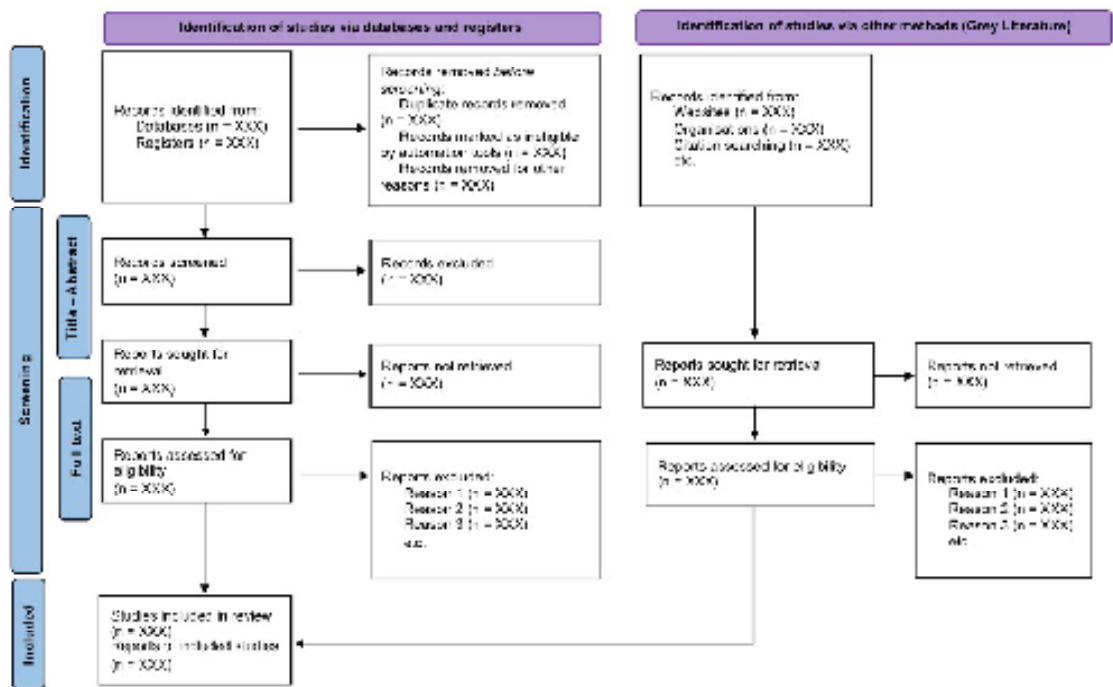 Identification of studies via databases and registers
Identification of studies via other methods (Grey Literature)
Identification
Records identified from:
Databases (n = XXX)
Registers (n = XXX)
Records removed before
screening:
Duplicate records removed
(n = XXX)
Records marked as ineligible
by automation tools (n = XXX)
Records removed for other
reasons (n = XXX)
Records identified from:
Websites (n = XXX)
Organisations (n = XXX)
Citation searching (n = XXX)
etc.
Screening
Title – Abstract
Records screened
(n = XXX)
Records excluded
(n = XXX)
Reports sought for
retrieval
(n = XXX)
Reports not retrieved
(n = XXX)
Reports sought for retrieval
(n = XXX)
Reports not retrieved
(n = XXX)
Full text
Reports assessed for
eligibility
(n = XXX)
Reports excluded:
Reason 1 (n = XXX)
Reason 2 (n = XXX)
Reason 3 (n = XXX)
etc.
Reports assessed for eligibility
(n = XXX)
Reports excluded:
Reason 1 (n = XXX)
Reason 2 (n = XXX)
Reason 3 (n = XXX)
etc.
Included
Studies included in review
(n = XXX)
Reports of included studies
(n = XXX)